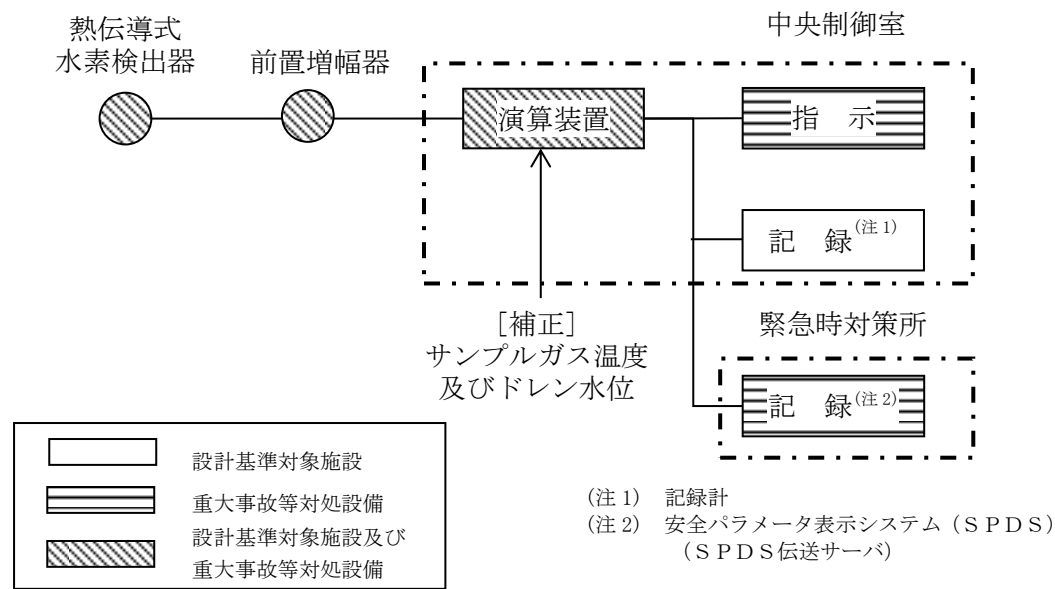 中央制御室
熱伝導式
水素検出器
前置増幅器
演算装置
指　示
記　録(注1)
［補正］
サンプルガス温度
及びドレン水位
緊急時対策所
記　録(注2)
設計基準対象施設
重大事故等対処設備
設計基準対象施設及び
重大事故等対処設備
(注1)　記録計
(注2)　安全パラメータ表示システム（ＳＰＤＳ）
（ＳＰＤＳ伝送サーバ）